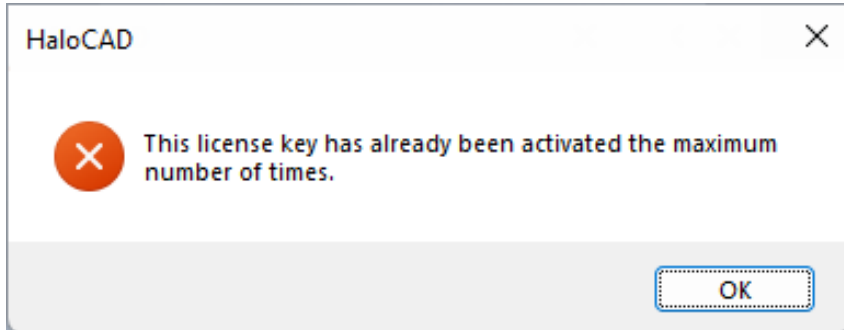 HaloCAD
This license key has already been activated the maximum
number of times.
OK